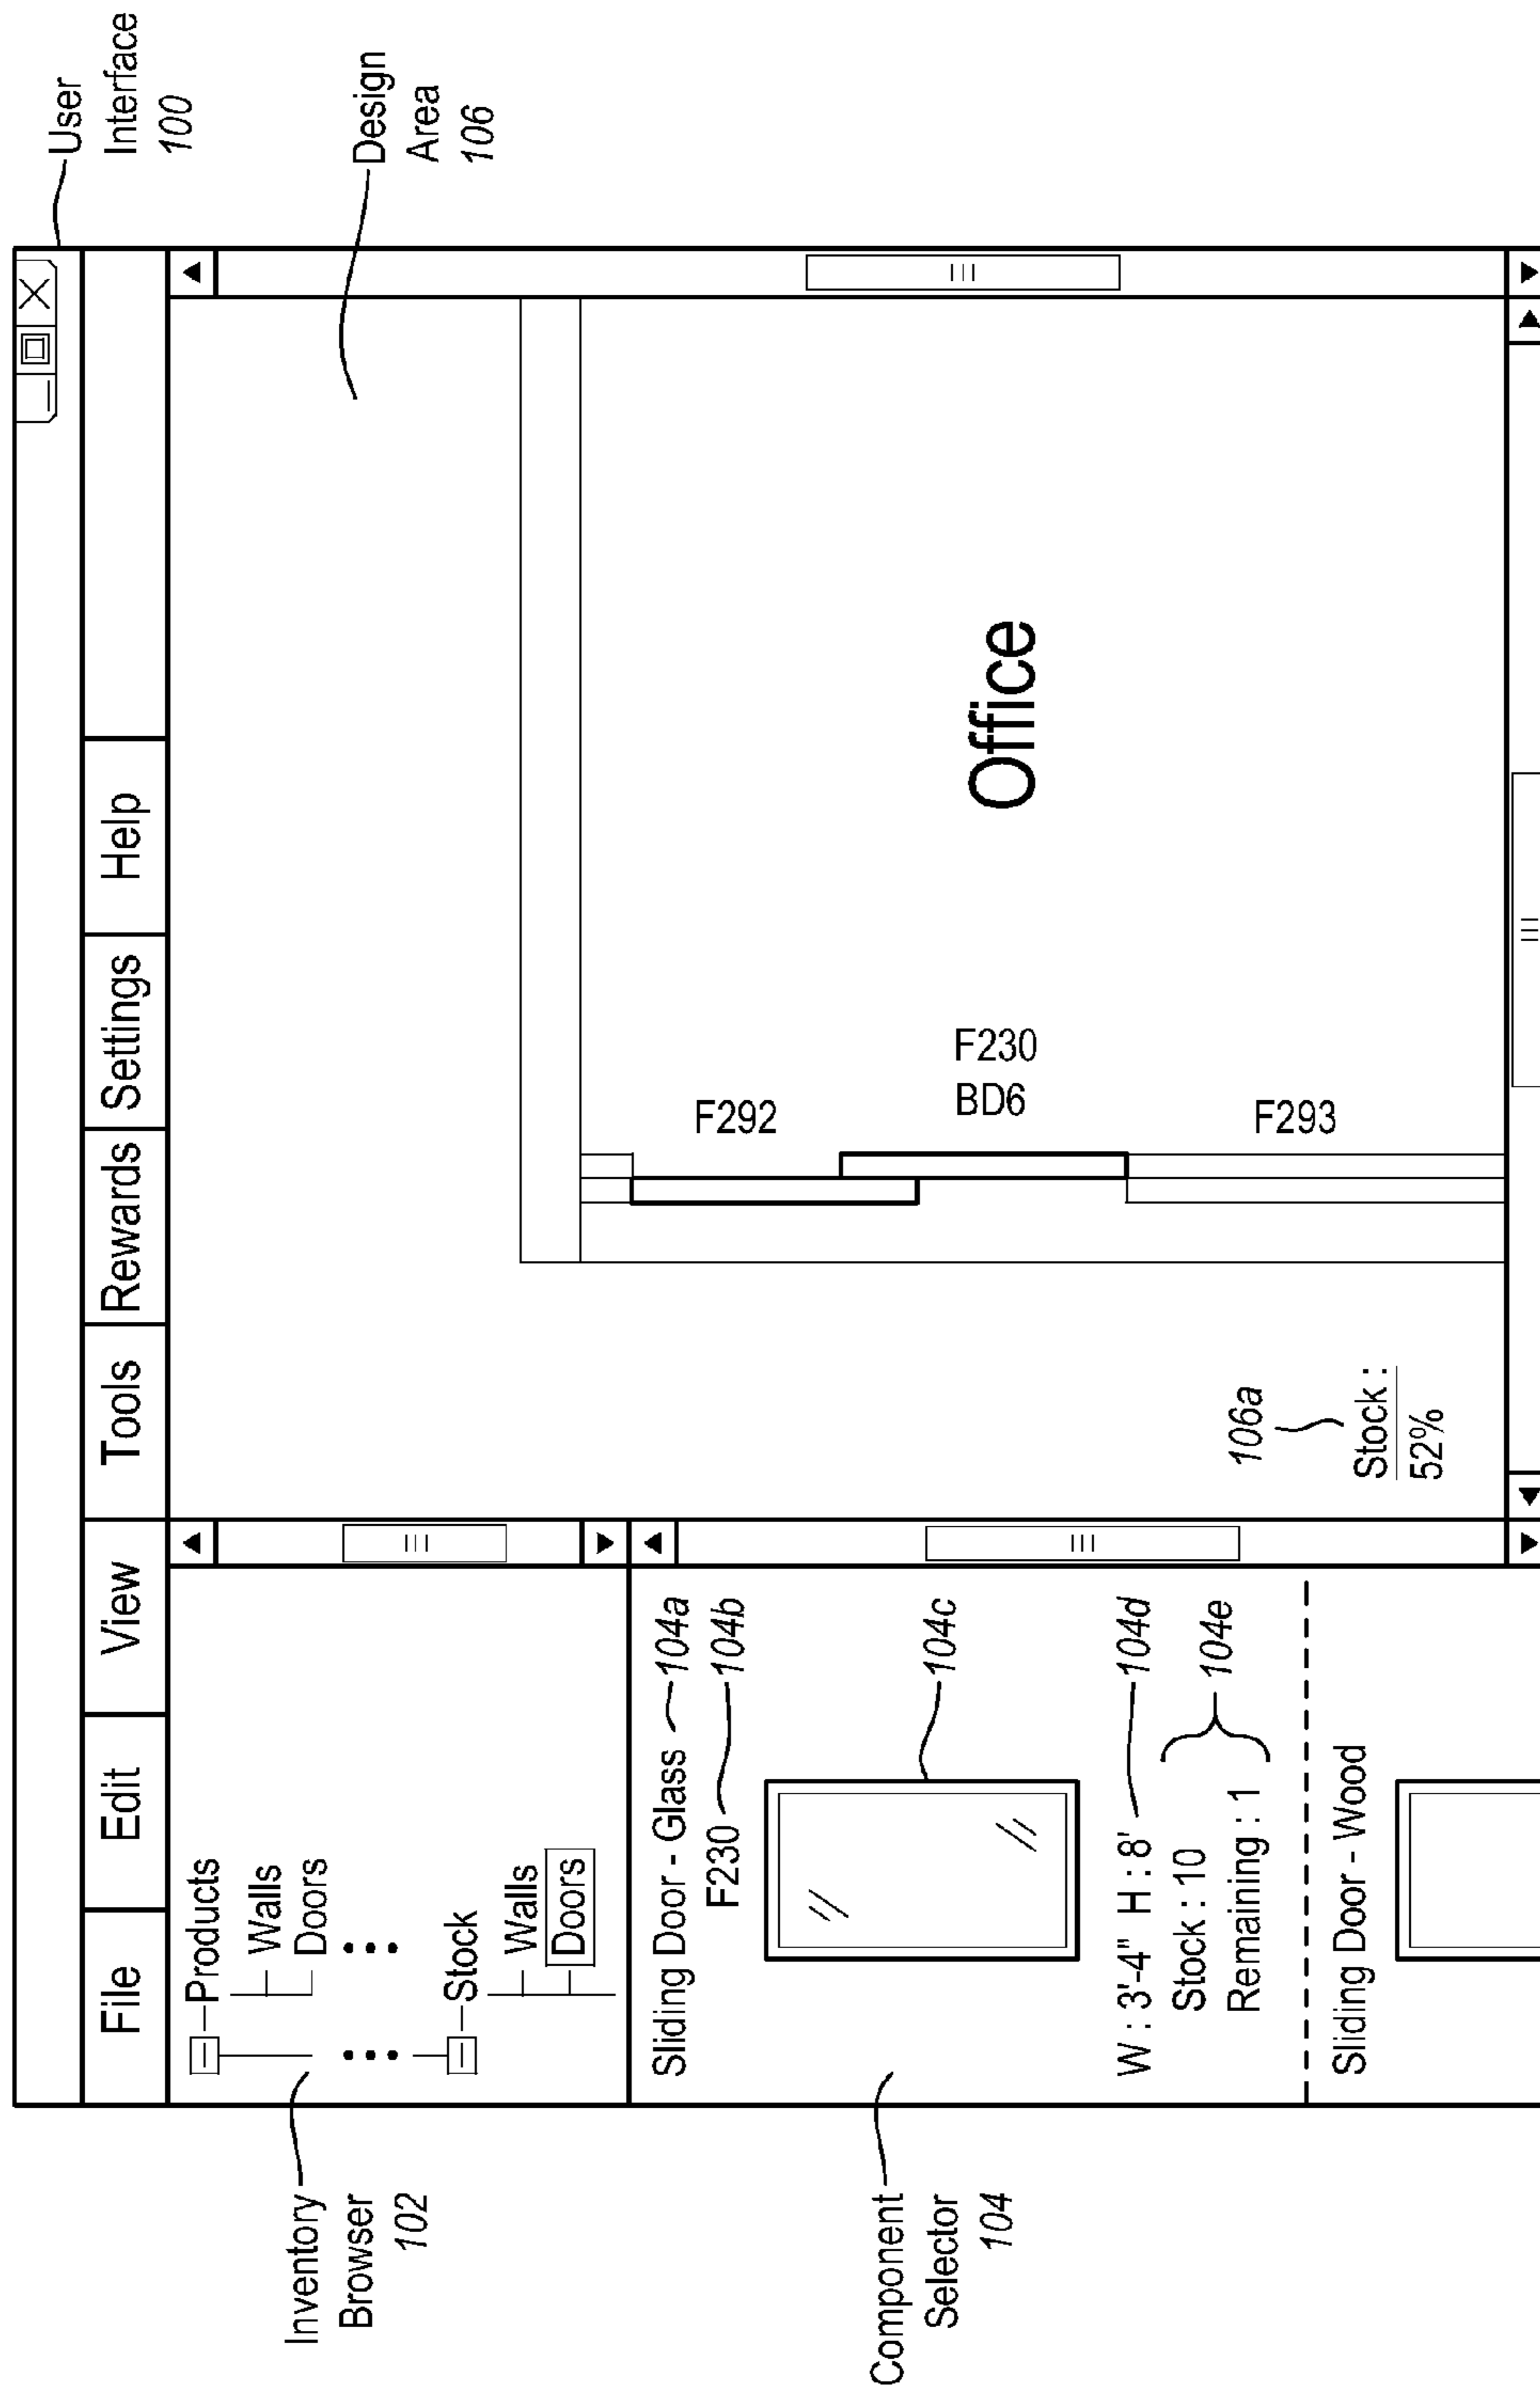 User
Interface
100
File
Edit
View
Tools
Rewards
Settings
Help
Inventory
Browser
102
Products
Walls
Doors
Stock
Walls
Doors
Design
Area
106
Component
Selector
104
Sliding Door - Glass
104a
F230
104b
104c
W : 3'-4" H : 8'
104d
Stock : 10
Remaining : 1
104e
Sliding Door - Wood
F292
F230
BD6
F293
Office
106a
Stock :
52%